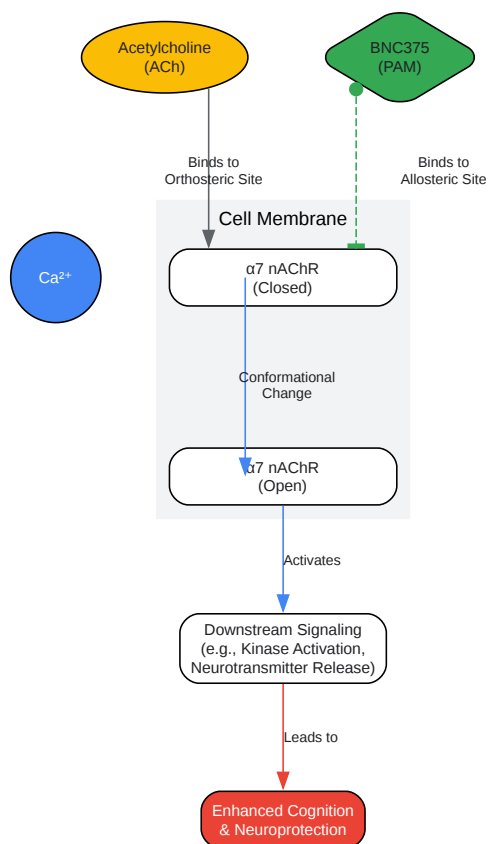 Acetylcholine
(ACh)
BNC375
(PAM)
Binds to
Orthosteric Site
Binds to
Allosteric Site
Cell Membrane
Ca²⁺
α7 nAChR
(Closed)
Conformational
Change
α7 nAChR
(Open)
Activates
Downstream Signaling
(e.g., Kinase Activation,
Neurotransmitter Release)
Leads to
Enhanced Cognition
& Neuroprotection